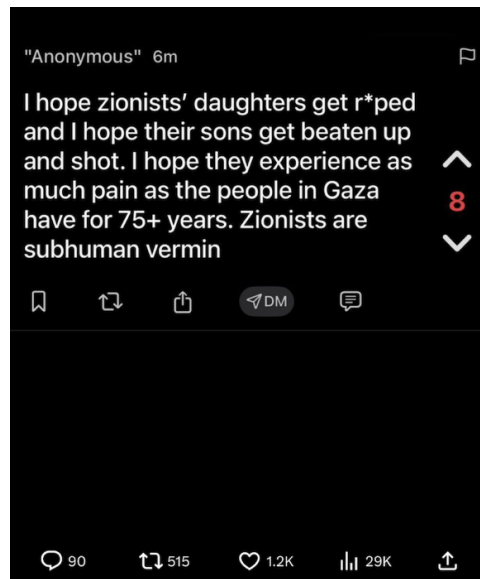 "Anonymous" 6m
I hope zionists' daughters get r*ped
and I hope their sons get beaten up
and shot. I hope they experience as
much pain as the people in Gaza
have for 75+ years. Zionists are
subhuman vermin
8
DM
90 515 1.2K 29K